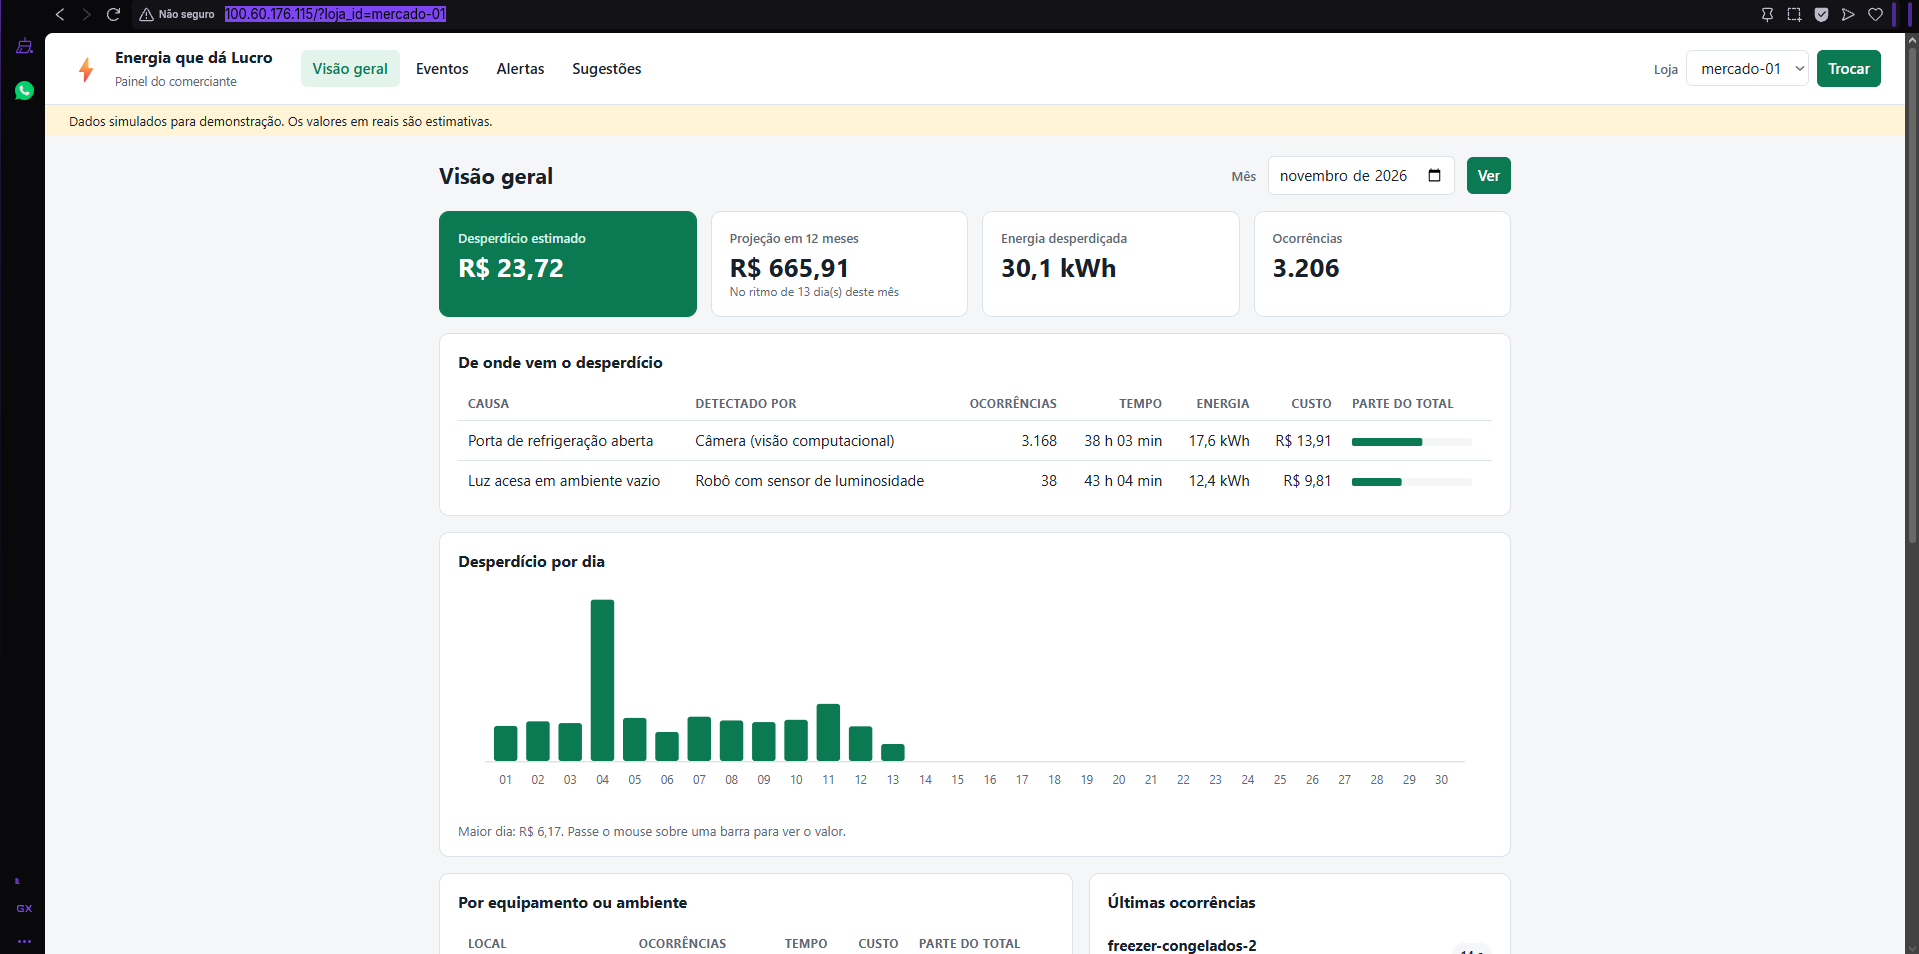 Não seguro 100.60.176.115/?loja_id=mercado-01
Energia que dá Lucro
Painel do comerciante
Visão geral Eventos Alertas Sugestões
Loja mercado-01 Trocar
Dados simulados para demonstração. Os valores em reais são estimativas.
Visão geral
Mês novembro de 2026 Ver
Desperdício estimado
R$ 23,72
Projeção em 12 meses
R$ 665,91
No ritmo de 13 dia(s) deste mês
Energia desperdiçada
30,1 kWh
Ocorrências
3.206
De onde vem o desperdício
CAUSA DETECTADO POR OCORRÊNCIAS TEMPO ENERGIA CUSTO PARTE DO TOTAL
Porta de refrigeração aberta Câmera (visão computacional) 3.168 38 h 03 min 17,6 kWh R$ 13,91
Luz acesa em ambiente vazio Robô com sensor de luminosidade 38 43 h 04 min 12,4 kWh R$ 9,81
Desperdício por dia
01 02 03 04 05 06 07 08 09 10 11 12 13 14 15 16 17 18 19 20 21 22 23 24 25 26 27 28 29 30
Maior dia: R$ 6,17. Passe o mouse sobre uma barra para ver o valor.
Por equipamento ou ambiente
LOCAL OCORRÊNCIAS TEMPO CUSTO PARTE DO TOTAL
Últimas ocorrências
freezer-congelados-2
GX